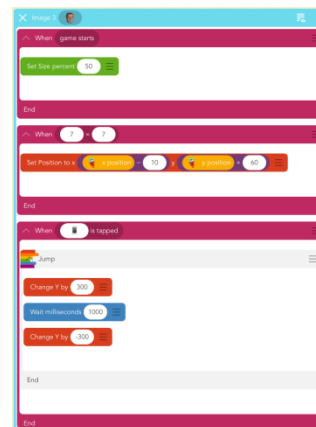 Image 3
When game starts
Set Size percent 50
End
When 7 = 7
Set Position to x x position - 10 y y position + 60
End
When is tapped
Jump
Change Y by 300
Wait milliseconds 1000
Change Y by -300
End
End